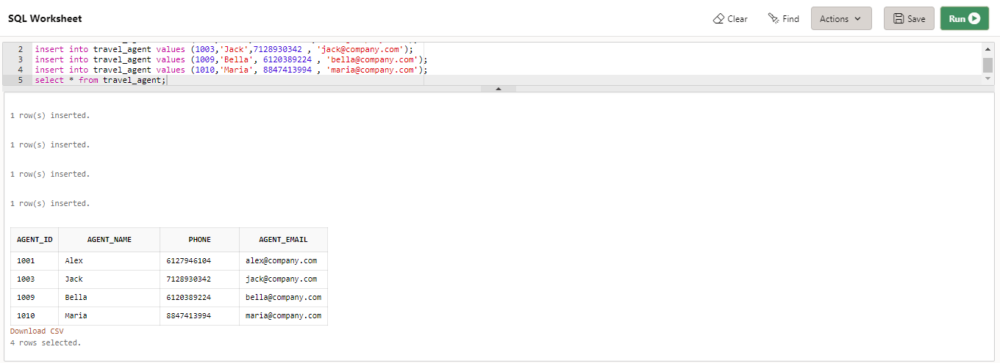 SQL Worksheet
Clear
Find
Actions
Save
Run
2 insert into travel_agent values (1003,'Jack',7128930342 , 'jack@company.com');
3 insert into travel_agent values (1009,'Bella', 6120389224 , 'bella@company.com');
4 insert into travel_agent values (1010,'Maria', 8847413994 , 'maria@company.com');
5 select * from travel_agent;
1 row(s) inserted.
1 row(s) inserted.
1 row(s) inserted.
1 row(s) inserted.
AGENT_ID AGENT_NAME PHONE AGENT_EMAIL
1001 Alex 6127946104 alex@company.com
1003 Jack 7128930342 jack@company.com
1009 Bella 6120389224 bella@company.com
1010 Maria 8847413994 maria@company.com
Download CSV
4 rows selected.